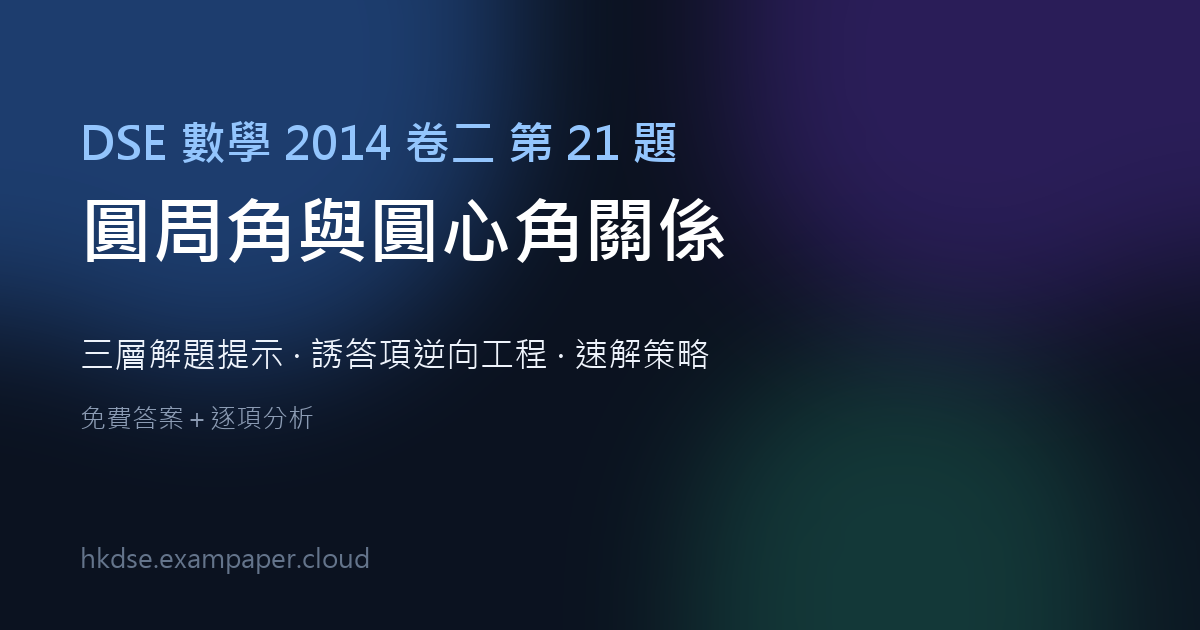 DSE 數學 2014 卷二 第 21 題
圓周角與圓心角關係
三層解題提示 · 誘答項逆向工程 · 速解策略
免費答案 + 逐項分析
hkdse.exampaper.cloud